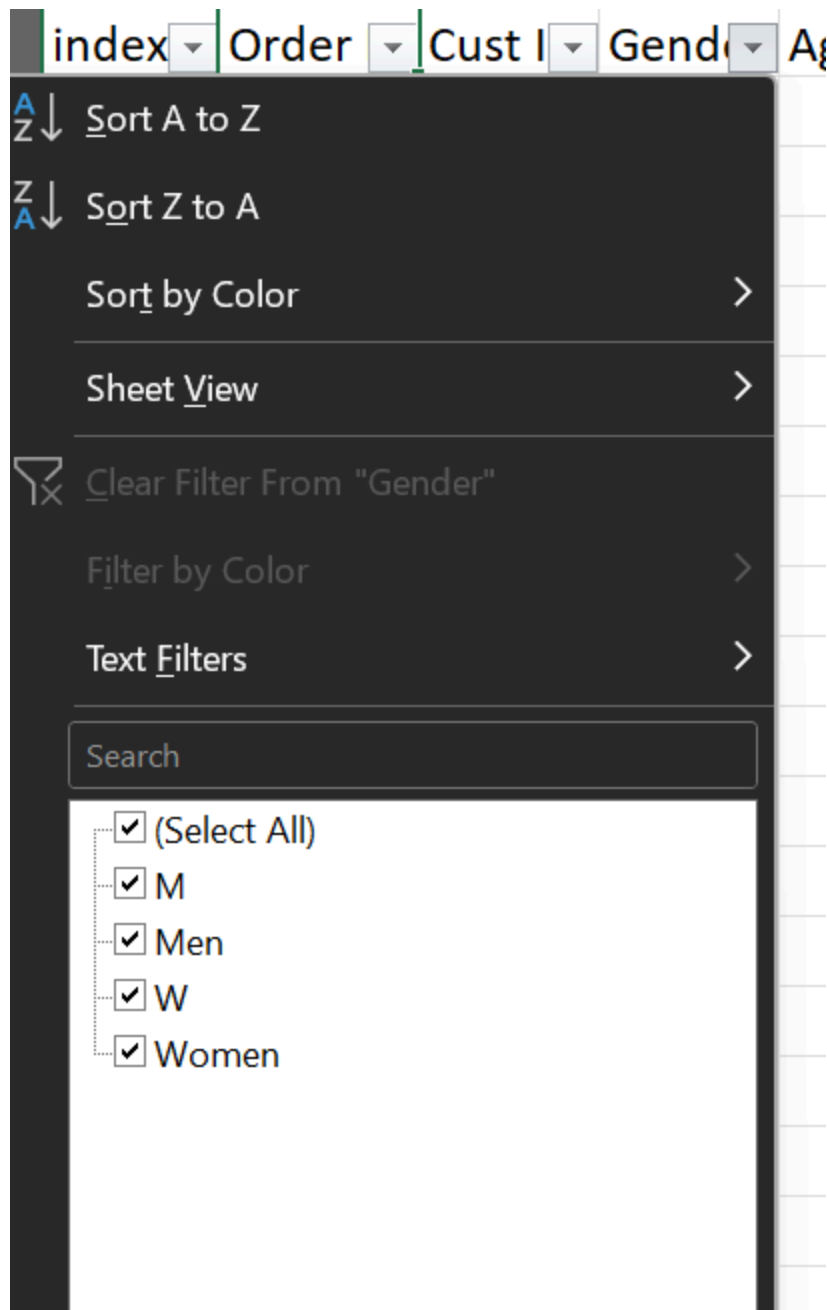 index Order Cust I Gend Ag
Sort A to Z
Sort Z to A
Sort by Color
Sheet View
Clear Filter From "Gender"
Filter by Color
Text Filters
Search
(Select All)
M
Men
W
Women